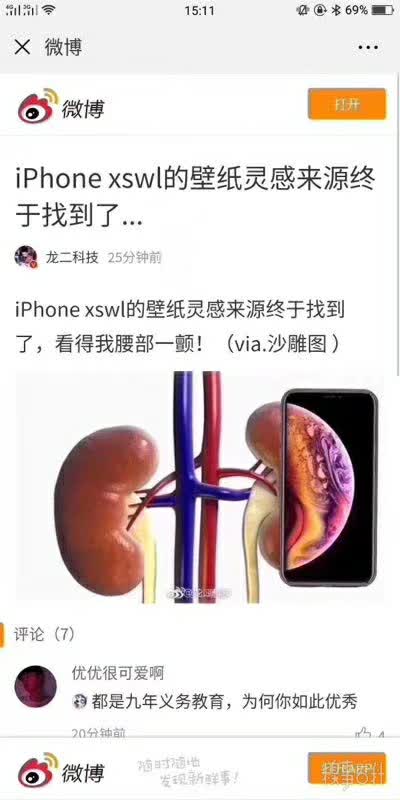 15:11
69%
微博
微博
打开
iPhone xswl的壁纸灵感来源终
于找到了...
龙二科技 25分钟前
iPhone xswl的壁纸灵感来源终于找到
了，看得我腰部一颤！（via.沙雕图 ）
评论（7）
优优很可爱啊
都是九年义务教育，为何你如此优秀
20分钟前
4
微博
随时随地
发现新鲜事！